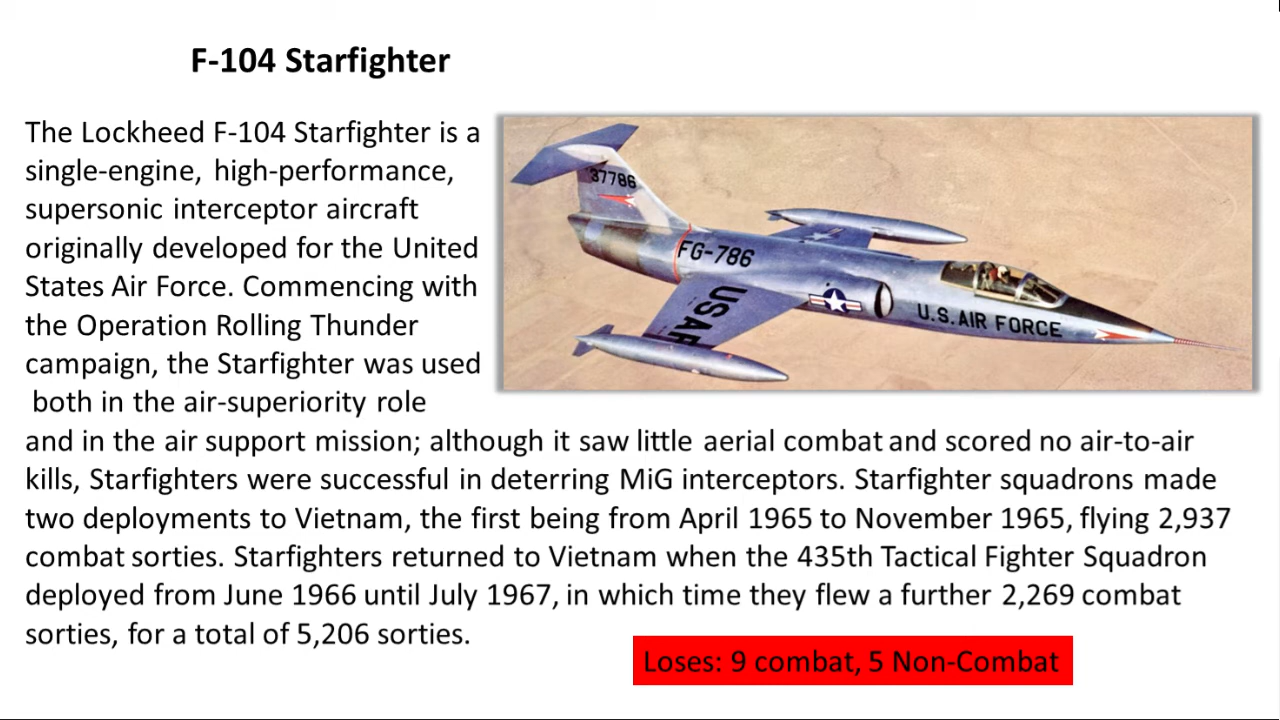 F-104 Starfighter
The Lockheed F-104 Starfighter is a
single-engine, high-performance,
supersonic interceptor aircraft
originally developed for the United
States Air Force. Commencing with
the Operation Rolling Thunder
campaign, the Starfighter was used
both in the air-superiority role
37786
FG-786
USAF
U.S.AIR FORCE
and in the air support mission; although it saw little aerial combat and scored no air-to-air
kills, Starfighters were successful in deterring MiG interceptors. Starfighter squadrons made
two deployments to Vietnam, the first being from April 1965 to November 1965, flying 2,937
combat sorties. Starfighters returned to Vietnam when the 435th Tactical Fighter Squadron
deployed from June 1966 until July 1967, in which time they flew a further 2,269 combat
sorties, for a total of 5,206 sorties.
Loses: 9 combat, 5 Non-Combat